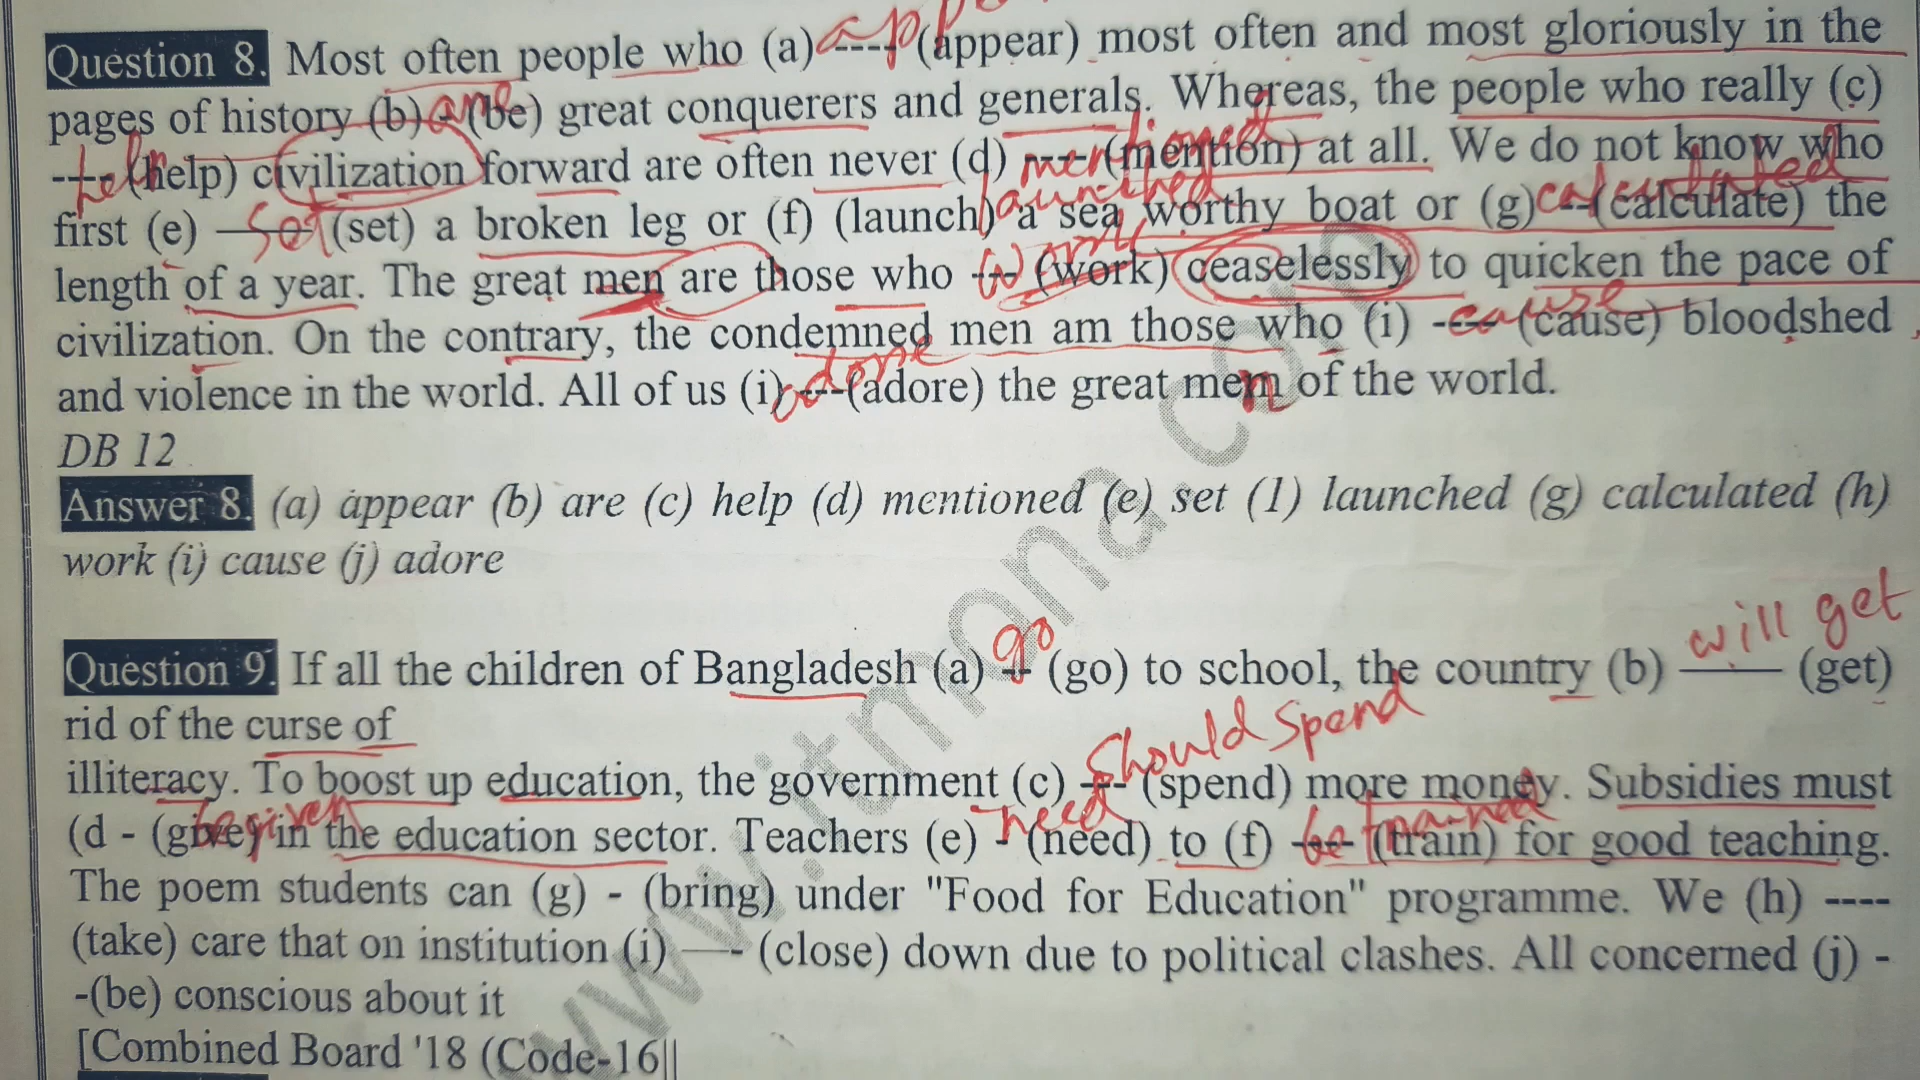 Question 8. Most often people who (a) ---- (appear) most often and most gloriously in the
pages of history (b) are - (be) great conquerers and generals. Whereas, the people who really (c)
---- help (help) civilization forward are often never (d) ---- mentioned (mention) at all. We do not know who
first (e) —— set (set) a broken leg or (f) (launch) launched a sea worthy boat or (g) calculated --- (calculate) the
length of a year. The great men are those who --- work (work) ceaselessly to quicken the pace of
civilization. On the contrary, the condemned men am those who (i) ---- cause (cause) bloodshed
and violence in the world. All of us (i) --- adore (adore) the great men of the world.
DB 12
Answer 8. (a) appear (b) are (c) help (d) mentioned (e) set (1) launched (g) calculated (h)
work (i) cause (j) adore
will get
Question 9. If all the children of Bangladesh (a) go - (go) to school, the country (b) —— (get)
rid of the curse of
should spend
illiteracy. To boost up education, the government (c) --- (spend) more money. Subsidies must
(d - (give) be given in the education sector. Teachers (e) - need (need) to (f) ---- be trained (train) for good teaching.
The poem students can (g) - (bring) under "Food for Education" programme. We (h) ----
(take) care that on institution (i) —- (close) down due to political clashes. All concerned (j) -
-(be) conscious about it
[Combined Board '18 (Code-16||
www.itmona.com